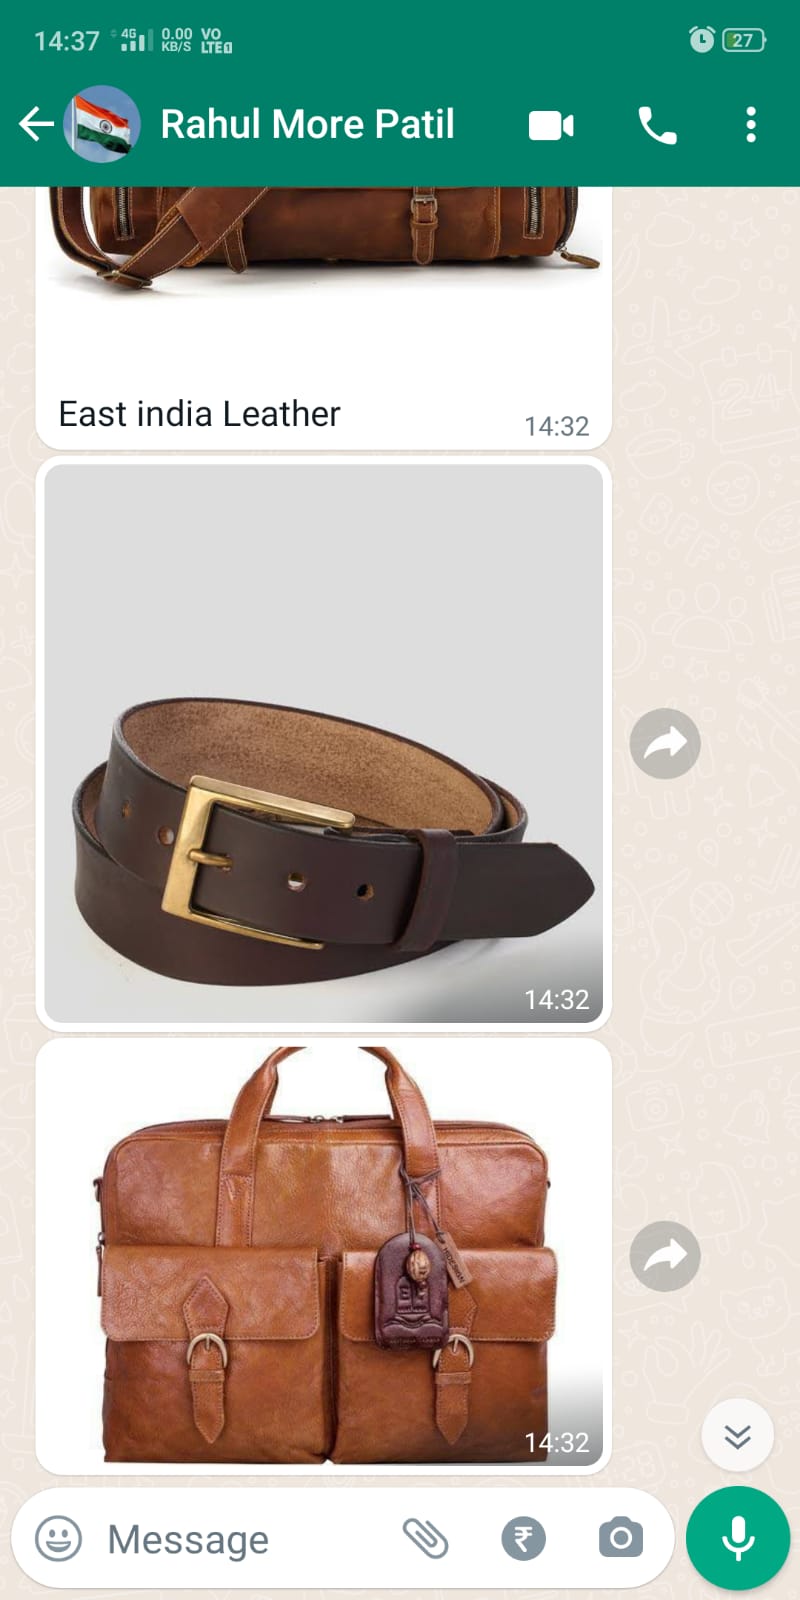 14:37 4G 0.00 KB/S VO LTE 27
Rahul More Patil
East india Leather
14:32
14:32
HIDESIGN
14:32
Message